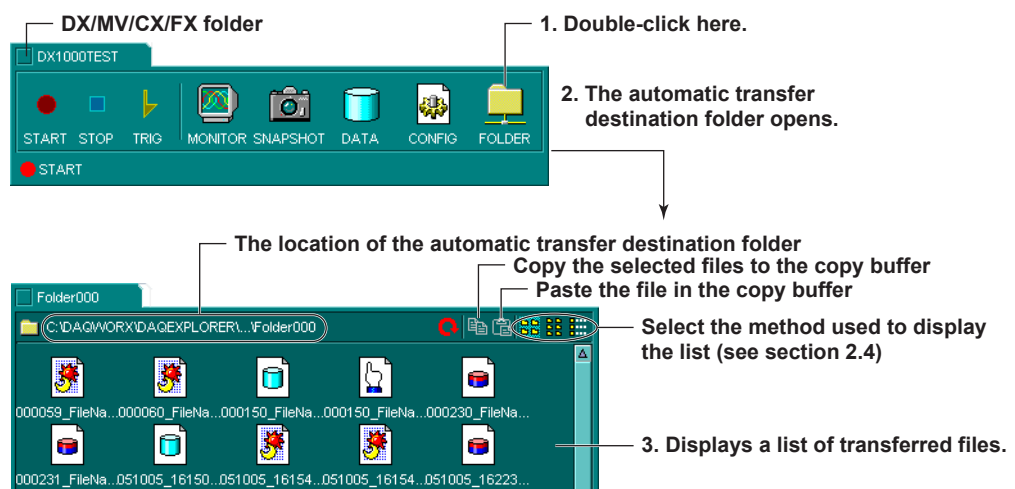 DX/MV/CX/FX folder
1. Double-click here.
DX1000TEST
2. The automatic transfer
destination folder opens.
START STOP TRIG MONITOR SNAPSHOT DATA CONFIG FOLDER
START
The location of the automatic transfer destination folder
Copy the selected files to the copy buffer
Paste the file in the copy buffer
Folder000
C:\DAQWORX\DAQEXPLORER\...\Folder000
Select the method used to display
the list (see section 2.4)
000059_FileNa...000060_FileNa...000150_FileNa...000150_FileNa...000230_FileNa...
3. Displays a list of transferred files.
000231_FileNa...051005_16150...051005_16154...051005_16154...051005_16223...